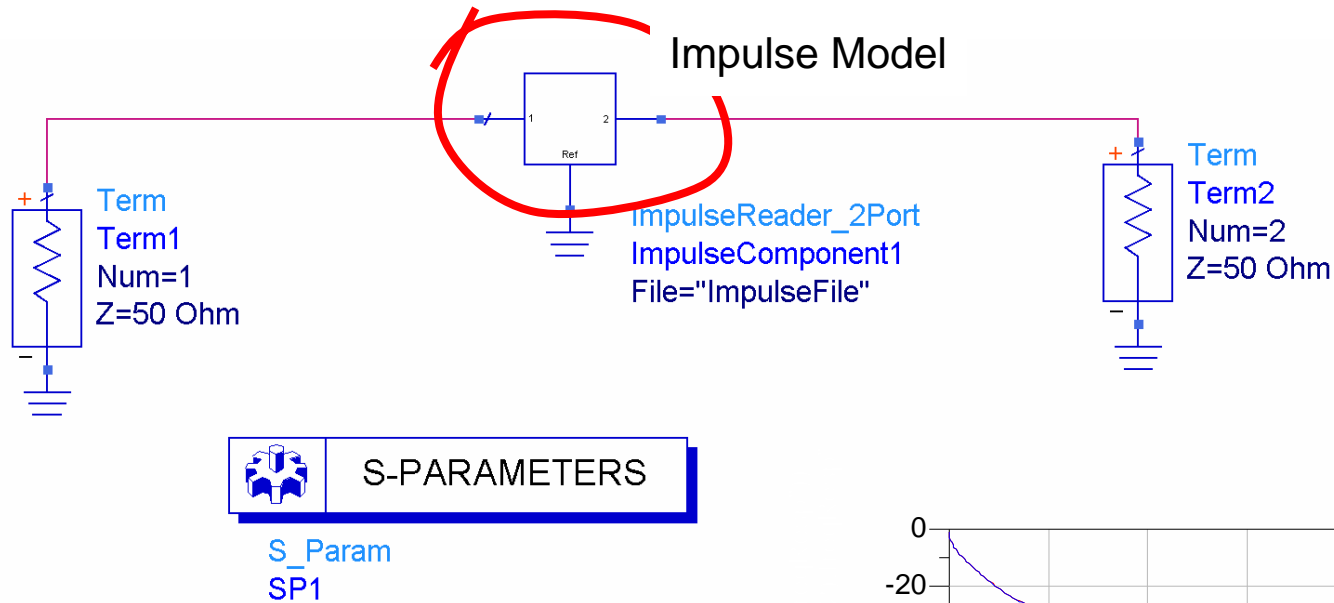 Impulse Model
1
2
Ref
+
Term
Term1
Num=1
Z=50 Ohm
−
ImpulseReader_2Port
ImpulseComponent1
File="ImpulseFile"
+
Term
Term2
Num=2
Z=50 Ohm
−
S-PARAMETERS
S_Param
SP1
0
-20